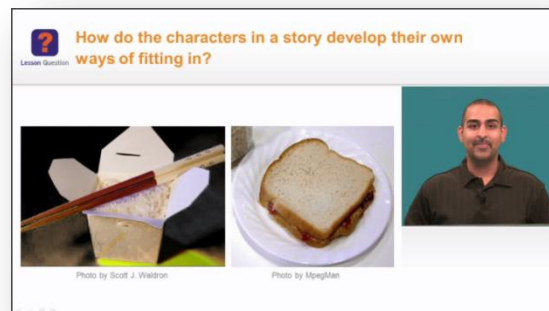 How do the characters in a story develop their own
ways of fitting in?
?
Lesson Question
Photo by Scott J. Waldron
Photo by MpegMan